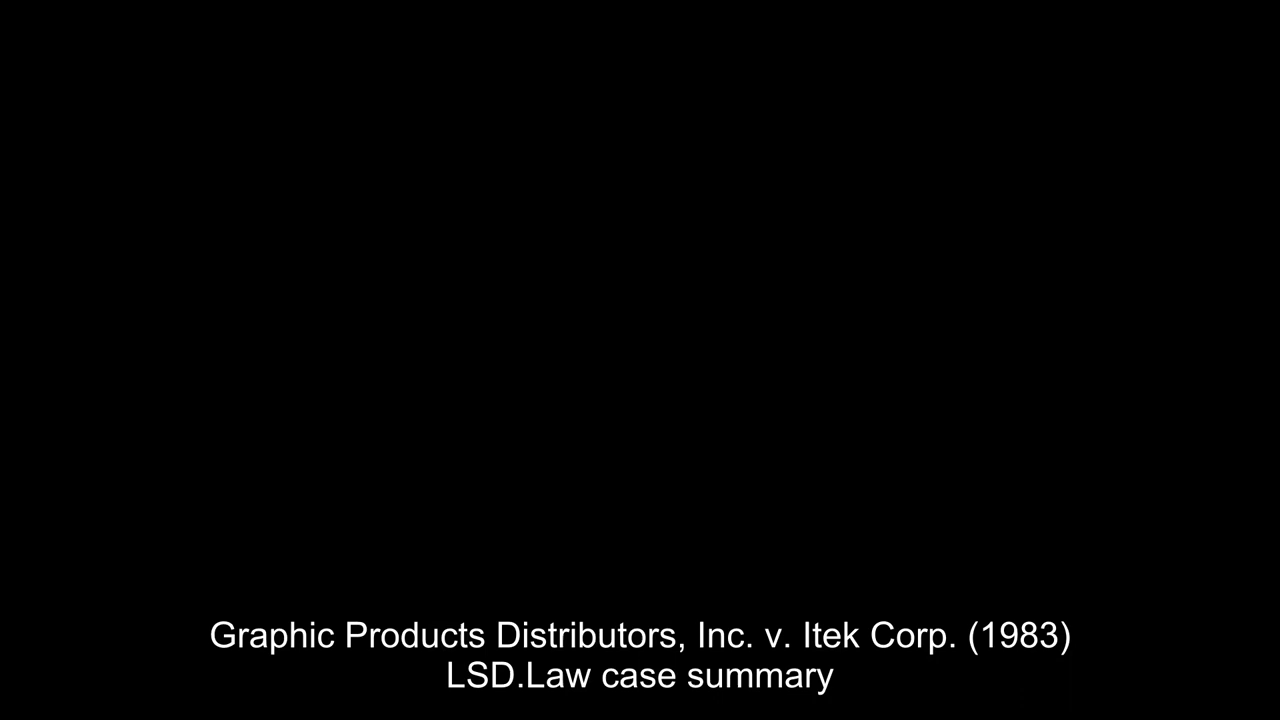 Graphic Products Distributors, Inc. v. Itek Corp. (1983)
LSD.Law case summary